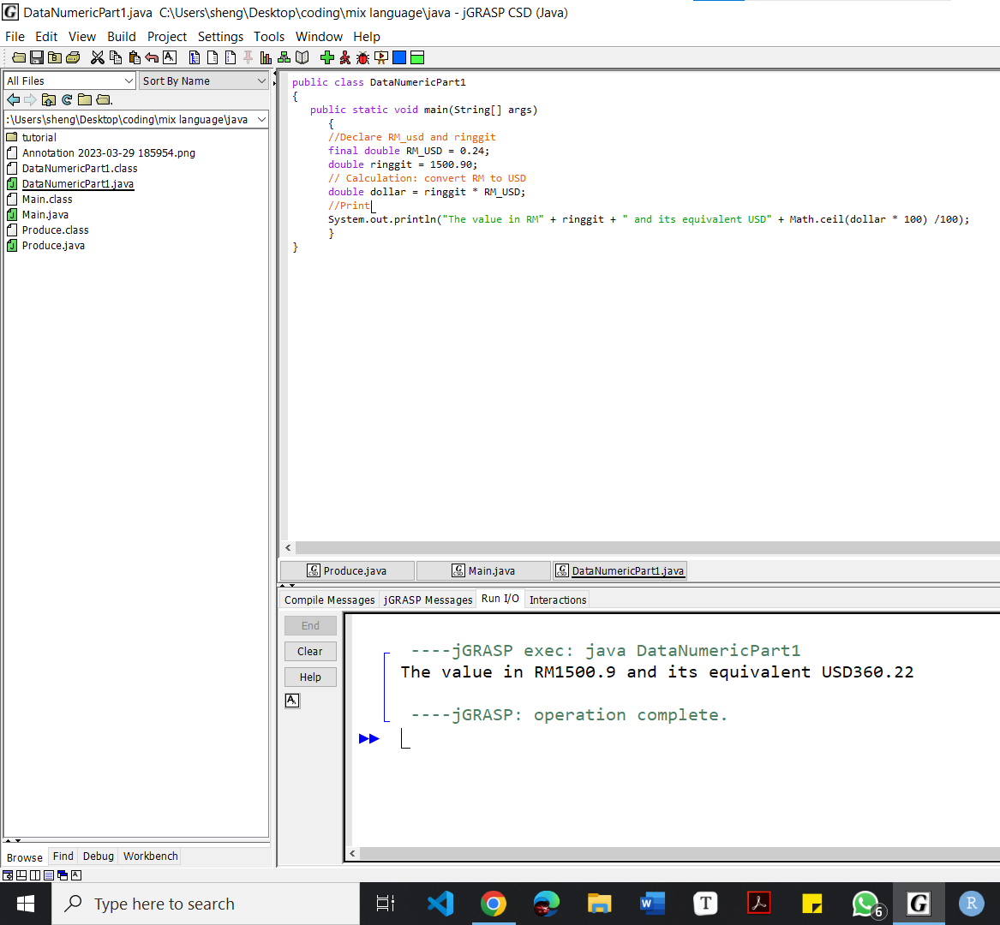 DataNumericPart1.java  C:\Users\sheng\Desktop\coding\mix language\java - jGRASP CSD (Java)
File Edit View Build Project Settings Tools Window Help
All Files
Sort By Name
:\Users\sheng\Desktop\coding\mix language\java
tutorial
Annotation 2023-03-29 185954.png
DataNumericPart1.class
DataNumericPart1.java
Main.class
Main.java
Produce.class
Produce.java
Browse Find Debug Workbench
public class DataNumericPart1
{
public static void main(String[] args)
{
//Declare RM_usd and ringgit
final double RM_USD = 0.24;
double ringgit = 1500.90;
// Calculation: convert RM to USD
double dollar = ringgit * RM_USD;
//Print
System.out.println("The value in RM" + ringgit + " and its equivalent USD" + Math.ceil(dollar * 100) /100);
}
}
Produce.java Main.java DataNumericPart1.java
Compile Messages jGRASP Messages Run I/O Interactions
End
Clear
Help
----jGRASP exec: java DataNumericPart1
The value in RM1500.9 and its equivalent USD360.22
----jGRASP: operation complete.
Type here to search
6